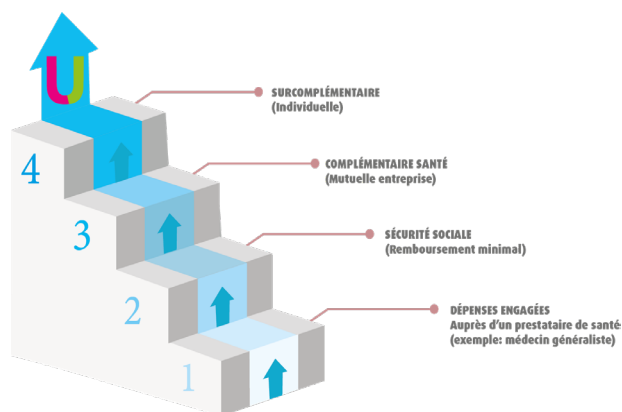 U
SURCOMPLÉMENTAIRE
(Individuelle)
4
COMPLÉMENTAIRE SANTÉ
(Mutuelle entreprise)
3
SÉCURITÉ SOCIALE
(Remboursement minimal)
2
DÉPENSES ENGAGÉES
Auprès d'un prestataire de santé
(exemple: médecin généraliste)
1